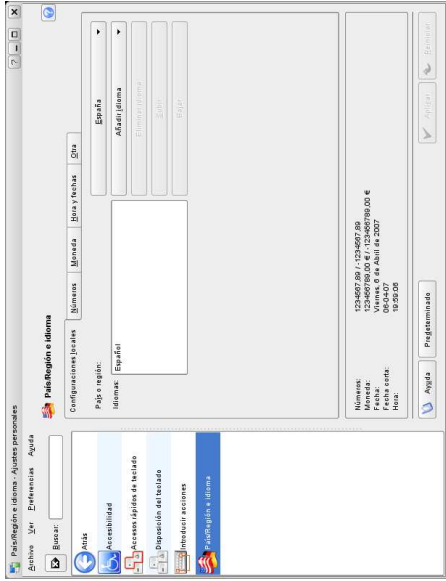 País/Región e idioma - Ajustes personales
Archivo Ver Preferencias Ayuda
Buscar:
Atrás
Accesibilidad
Accesos rápidos de teclado
Disposición del teclado
Introducir acciones
País/Región e idioma
País/Región e idioma
Configuraciones locales Números Moneda Hora y fechas Otra
País o región: España
Idiomas: Español
Añadir idioma
Eliminar idioma
Subir
Bajar
Números: 1234567,89 / -1234567,89
Moneda: 123456789,00 € / -123456789,00 €
Fecha: Viernes, 6 de Abril de 2007
Fecha corta: 06-04-07
Hora: 19:59:06
Ayuda Predeterminado Aplicar Reiniciar